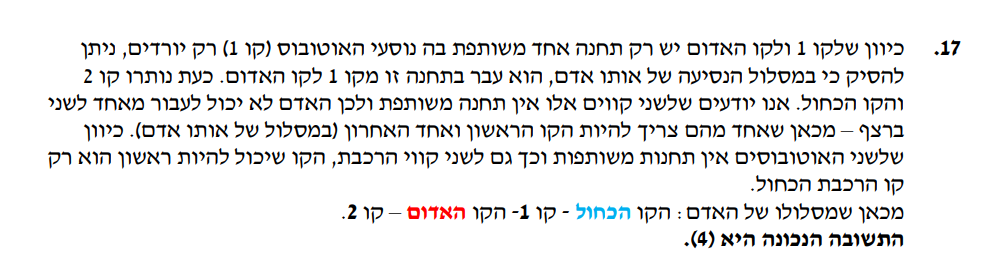 17. כיוון שלקו 1 ולקו האדום יש רק תחנה אחד משותפת בה נוסעי האוטובוס (קו 1) רק יורדים, ניתן
להסיק כי במסלול הנסיעה של אותו אדם, הוא עבר בתחנה זו מקו 1 לקו האדום. כעת נותרו קו 2
והקו הכחול. אנו יודעים שלשני קווים אלו אין תחנה משותפת ולכן האדם לא יכול לעבור מאחד לשני
ברצף – מכאן שאחד מהם צריך להיות הקו הראשון ואחד האחרון (במסלול של אותו אדם). כיוון
שלשני האוטובוסים אין תחנות משותפות וכך גם לשני קווי הרכבת, הקו שיכול להיות ראשון הוא רק
קו הרכבת הכחול.
מכאן שמסלולו של האדם: הקו הכחול - קו 1- הקו האדום – קו 2.
התשובה הנכונה היא (4).